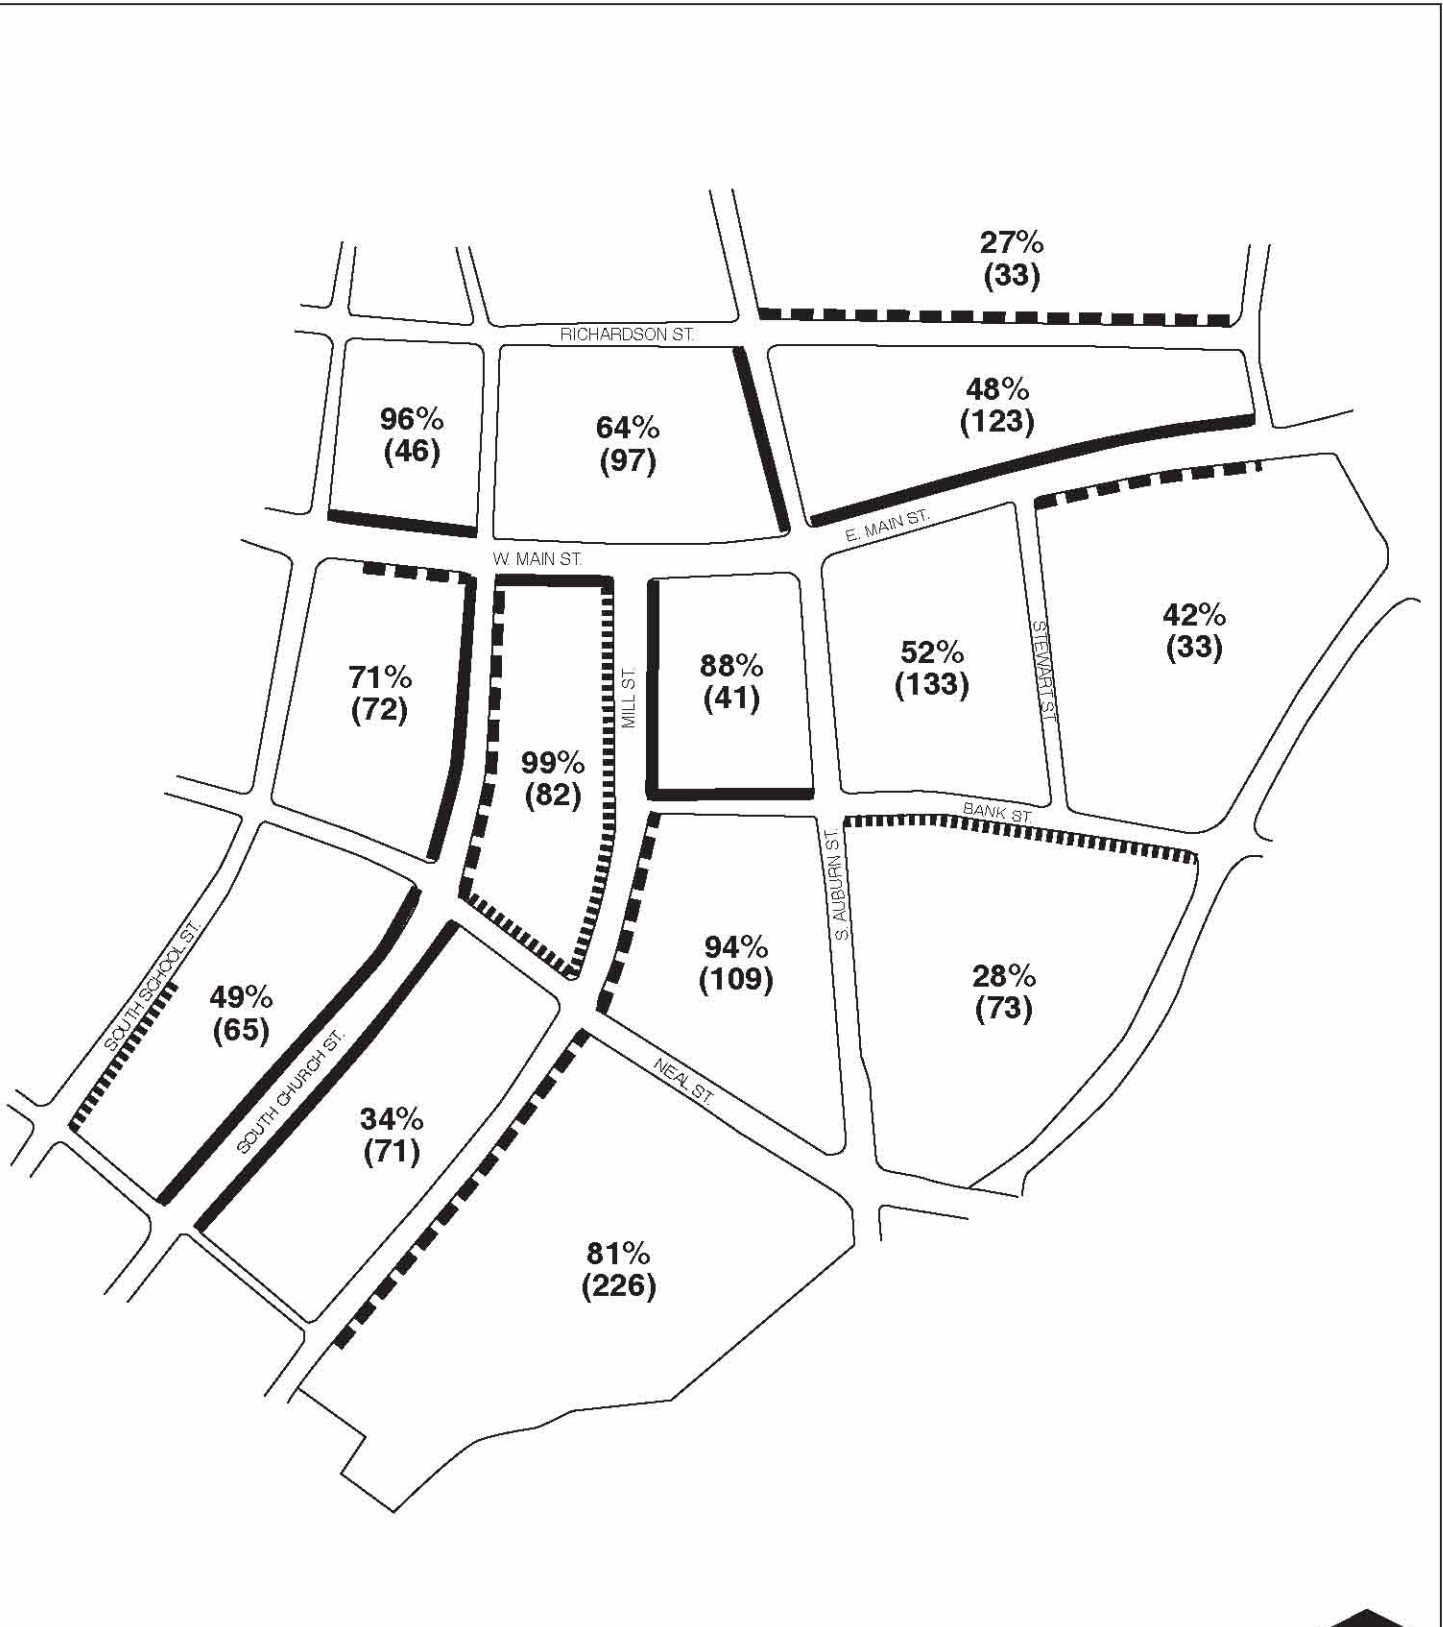 27%
(33)
RICHARDSON ST.
48%
(123)
96%
(46)
64%
(97)
E. MAIN ST.
W. MAIN ST.
42%
(33)
STEWART ST.
52%
(133)
88%
(41)
71%
(72)
MILL ST.
99%
(82)
BANK ST.
S. AUBURN ST.
94%
(109)
28%
(73)
SOUTH SCHOOL ST.
49%
(65)
SOUTH CHURCH ST.
NEAL ST.
34%
(71)
81%
(226)